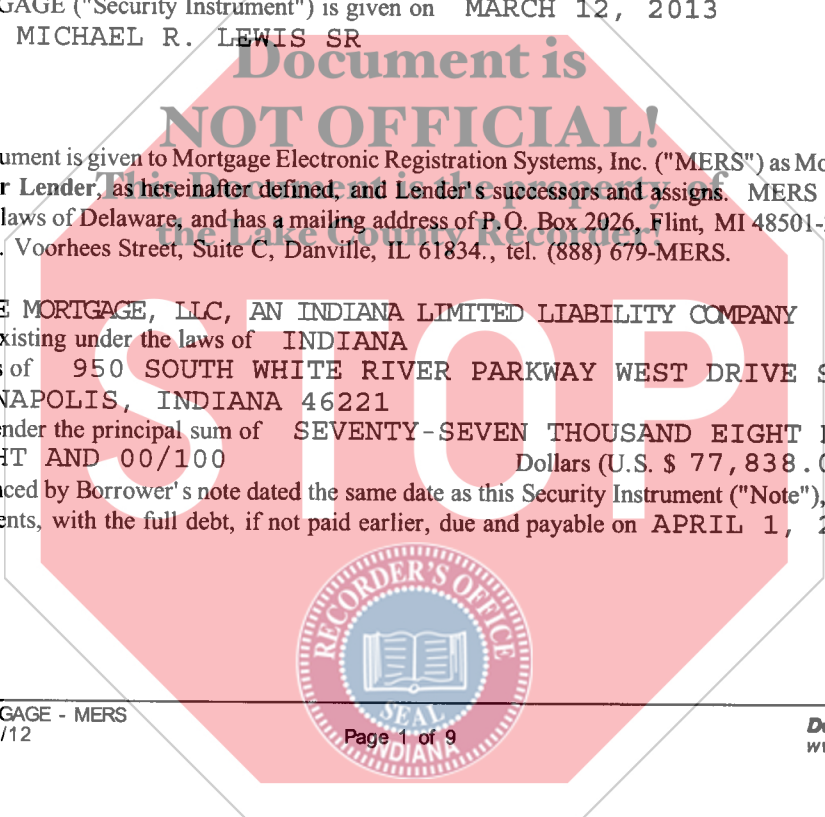 GAGE ("Security Instrument") is given on MARCH 12, 2013
MICHAEL R. LEWIS SR
Document is
NOT OFFICIAL!
ument is given to Mortgage Electronic Registration Systems, Inc. ("MERS") as Mo
r Lender, as hereinafter defined, and Lender's successors and assigns. MERS
This Document is the property of
laws of Delaware, and has a mailing address of P.O. Box 2026, Flint, MI 48501-
the Lake County Recorder!
. Voorhees Street, Suite C, Danville, IL 61834., tel. (888) 679-MERS.
E MORTGAGE, LLC, AN INDIANA LIMITED LIABILITY COMPANY
xisting under the laws of INDIANA
s of 950 SOUTH WHITE RIVER PARKWAY WEST DRIVE S
NAPOLIS, INDIANA 46221
STOP
ender the principal sum of SEVENTY-SEVEN THOUSAND EIGHT H
HT AND 00/100 Dollars (U.S. $ 77,838.0
nced by Borrower's note dated the same date as this Security Instrument ("Note"),
ents, with the full debt, if not paid earlier, due and payable on APRIL 1, 2
RECORDER'S OFFICE
SEAL
INDIANA
GAGE - MERS
/12
Page 1 of 9
Do
ww